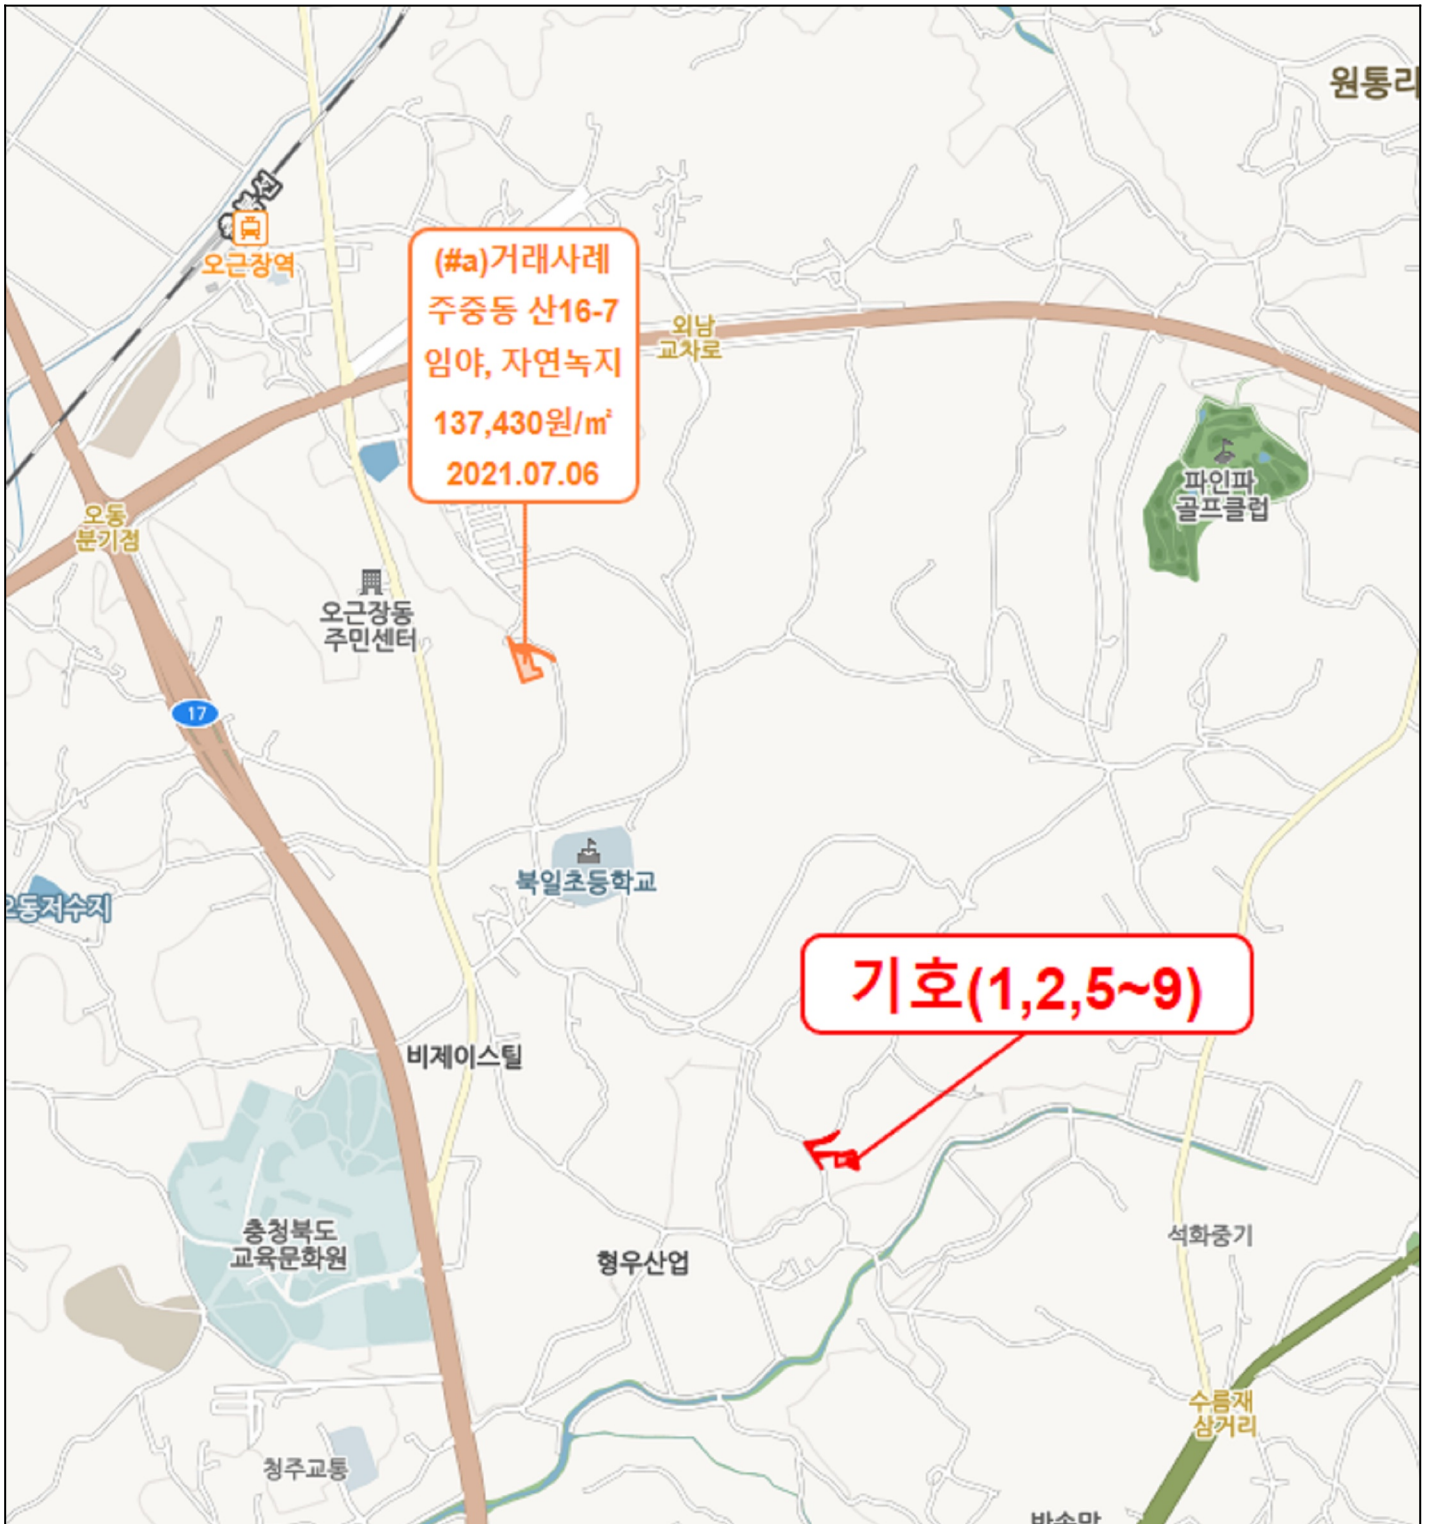 원통리
오근장역
(#a)거래사례
주중동 산16-7
임야, 자연녹지
137,430원/㎡
2021.07.06
외남
교차로
파인파
골프클럽
오동
분기점
오근장동
주민센터
17
북일초등학교
오동저수지
기호(1,2,5~9)
비제이스틸
충청북도
교육문화원
형우산업
석화중기
수름재
삼거리
청주교통